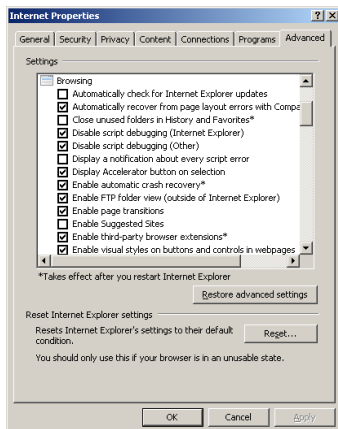 Internet Properties
General Security Privacy Content Connections Programs Advanced
Settings
Browsing
Automatically check for Internet Explorer updates
Automatically recover from page layout errors with Compa
Close unused folders in History and Favorites*
Disable script debugging (Internet Explorer)
Disable script debugging (Other)
Display a notification about every script error
Display Accelerator button on selection
Enable automatic crash recovery*
Enable FTP folder view (outside of Internet Explorer)
Enable page transitions
Enable Suggested Sites
Enable third-party browser extensions*
Enable visual styles on buttons and controls in webpages
*Takes effect after you restart Internet Explorer
Restore advanced settings
Reset Internet Explorer settings
Resets Internet Explorer's settings to their default
condition.
Reset...
You should only use this if your browser is in an unusable state.
OK Cancel Apply